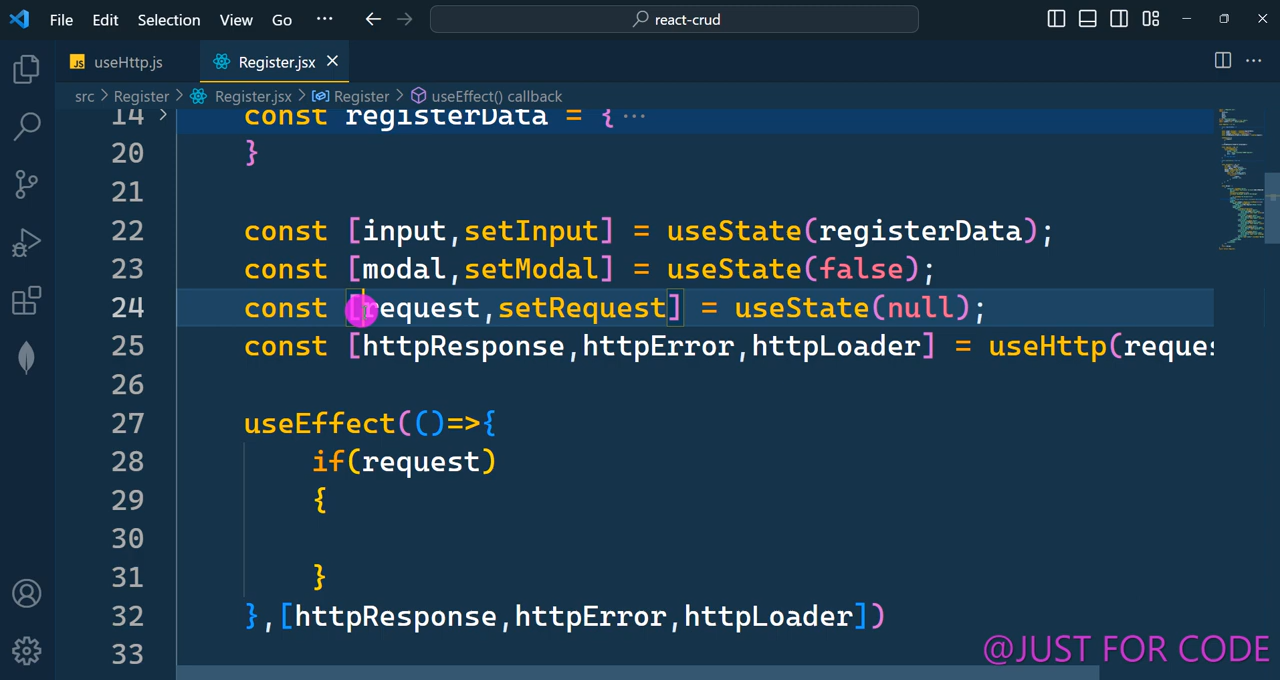 File Edit Selection View Go ··· react-crud
JS useHttp.js Register.jsx
src > Register > Register.jsx > Register > useEffect() callback
14 const registerData = { ···
20 }
21
22 const [input,setInput] = useState(registerData);
23 const [modal,setModal] = useState(false);
24 const [request,setRequest] = useState(null);
25 const [httpResponse,httpError,httpLoader] = useHttp(reques
26
27 useEffect(()=>{
28 if(request)
29 {
30
31 }
32 },[httpResponse,httpError,httpLoader])
33
@JUST FOR CODE